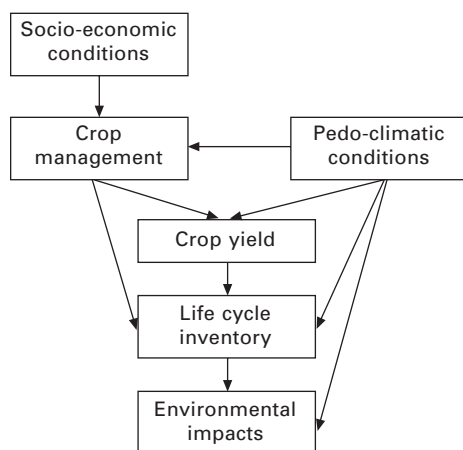 Socio-economic
conditions
Crop
management
Pedo-climatic
conditions
Crop yield
Life cycle
inventory
Environmental
impacts